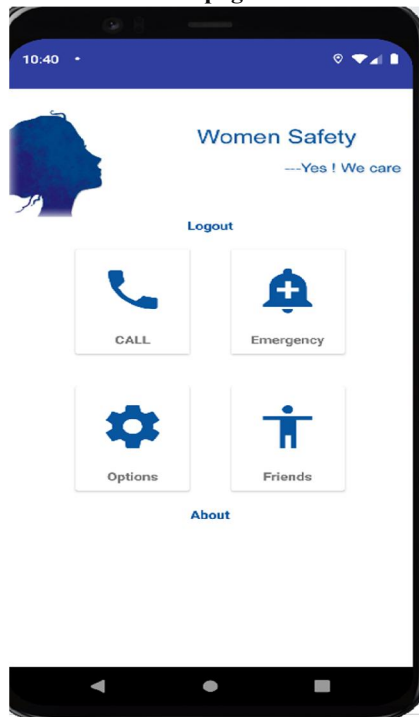 10:40
Women Safety
---Yes ! We care
Logout
CALL
Emergency
Options
Friends
About